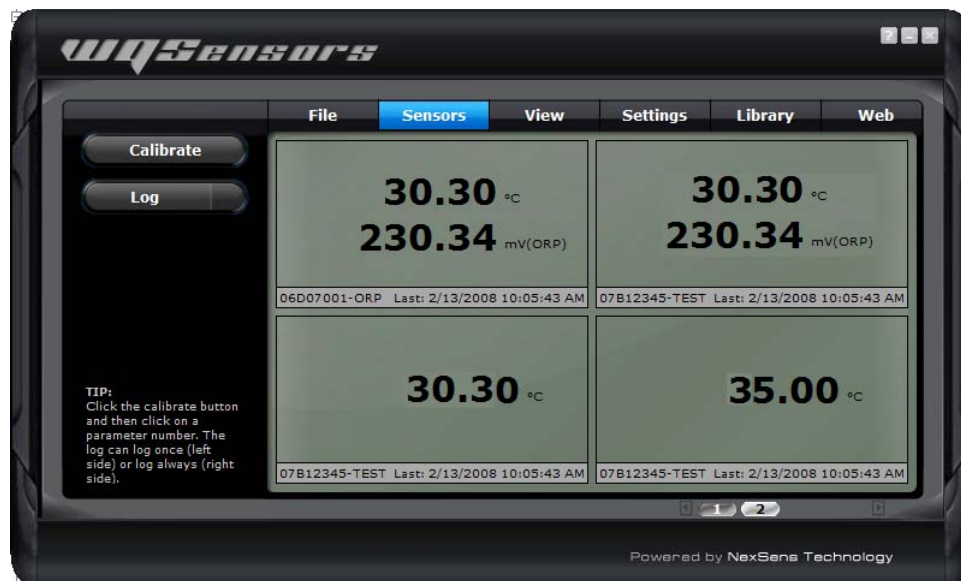 WQSensors
? - x
File Sensors View Settings Library Web
Calibrate
Log
30.30 °C
230.34 mV(ORP)
06D07001-ORP Last: 2/13/2008 10:05:43 AM
30.30 °C
230.34 mV(ORP)
07B12345-TEST Last: 2/13/2008 10:05:43 AM
30.30 °C
07B12345-TEST Last: 2/13/2008 10:05:43 AM
35.00 °C
07B12345-TEST Last: 2/13/2008 10:05:43 AM
TIP:
Click the calibrate button
and then click on a
parameter number. The
log can log once (left
side) or log always (right
side).
1 2
Powered by NexSens Technology